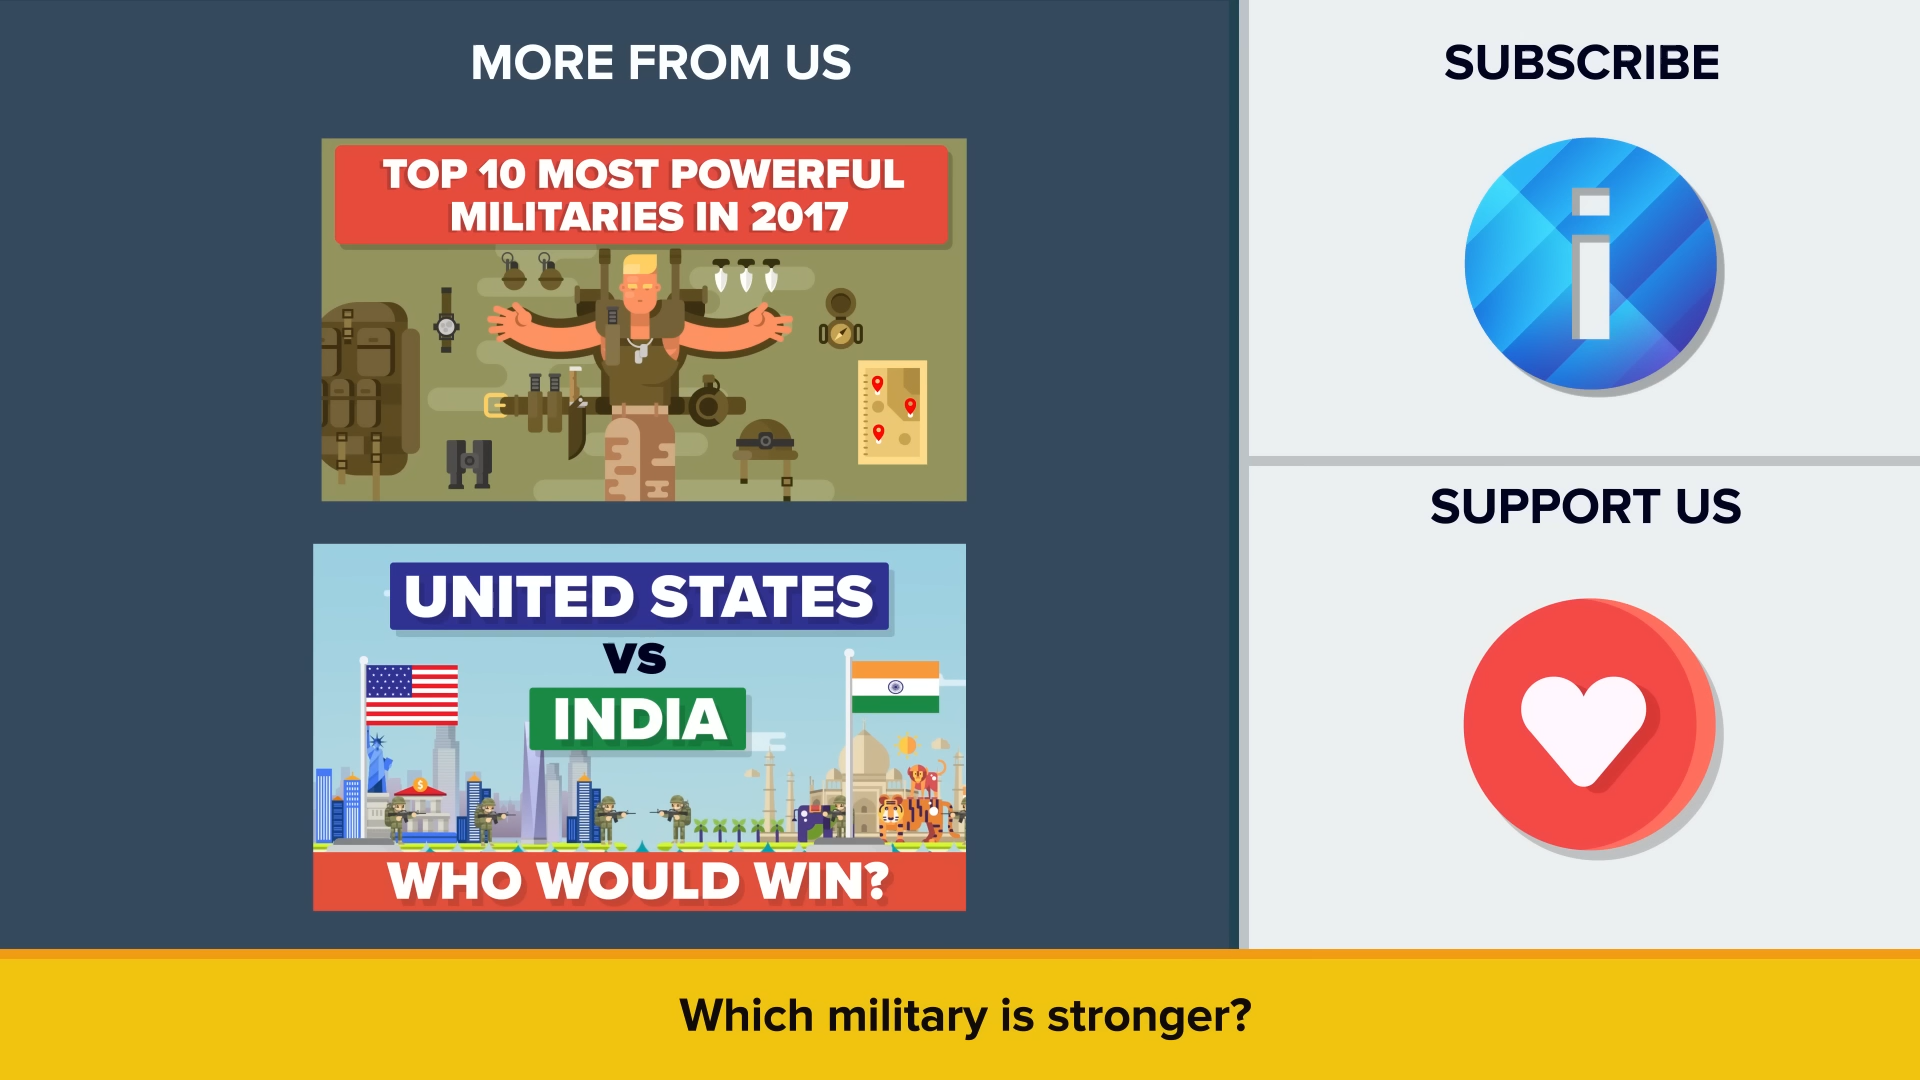 MORE FROM US
TOP 10 MOST POWERFUL
MILITARIES IN 2017
UNITED STATES
VS
INDIA
WHO WOULD WIN?
SUBSCRIBE
i
SUPPORT US
Which military is stronger?